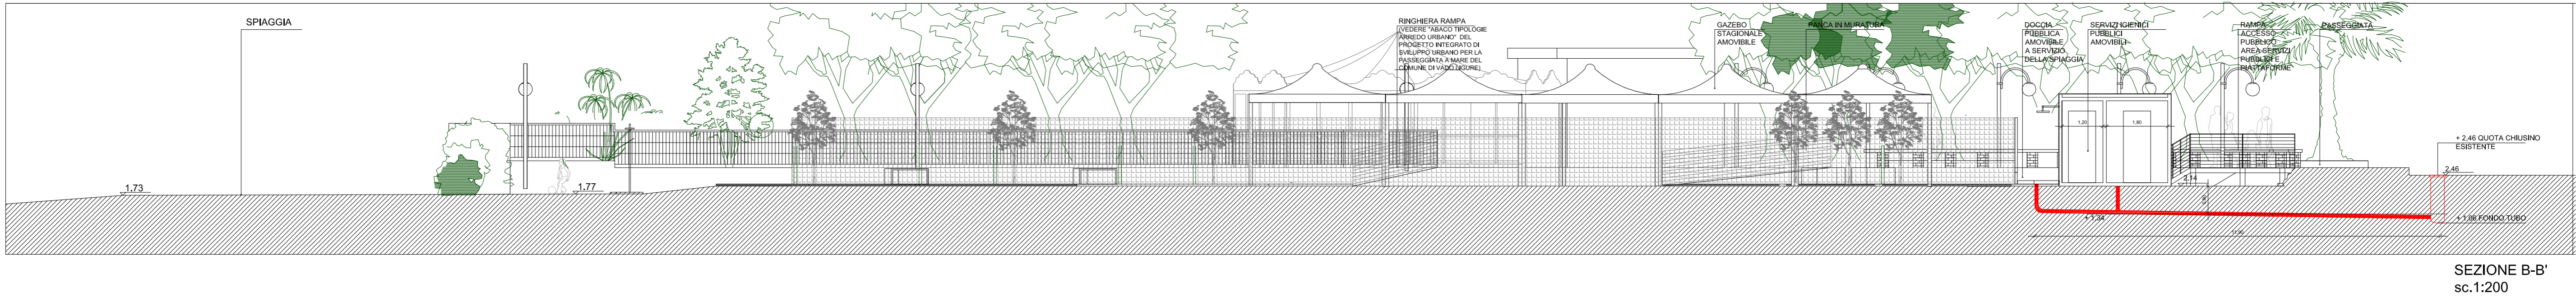 SPIAGGIA
RINGHIERA RAMPA
(VEDERE "ABACO TIPOLOGIE
ARREDO URBANO" DEL
PROGETTO INTEGRATO DI
SVILUPPO URBANO PER LA
PASSEGGIATA A MARE DEL
COMUNE DI VADO LIGURE)
GAZEBO
STAGIONALE
AMOVIBILE
PANCA IN MURATURA
DOCCIA
PUBBLICA
AMOVIBILE
A SERVIZIO
DELLA SPIAGGIA
SERVIZI IGIENICI
PUBBLICI
AMOVIBILI
RAMPA
ACCESSO
PUBBLICO
AREA SERVIZI
PUBBLICI E
PIATTAFORME
PASSEGGIATA
1,20
1,80
+ 2,46 QUOTA CHIUSINO
ESISTENTE
2.46
2.14
1.73
1.77
+ 1,34
+ 1,06 FONDO TUBO
SEZIONE B-B'
sc.1:200